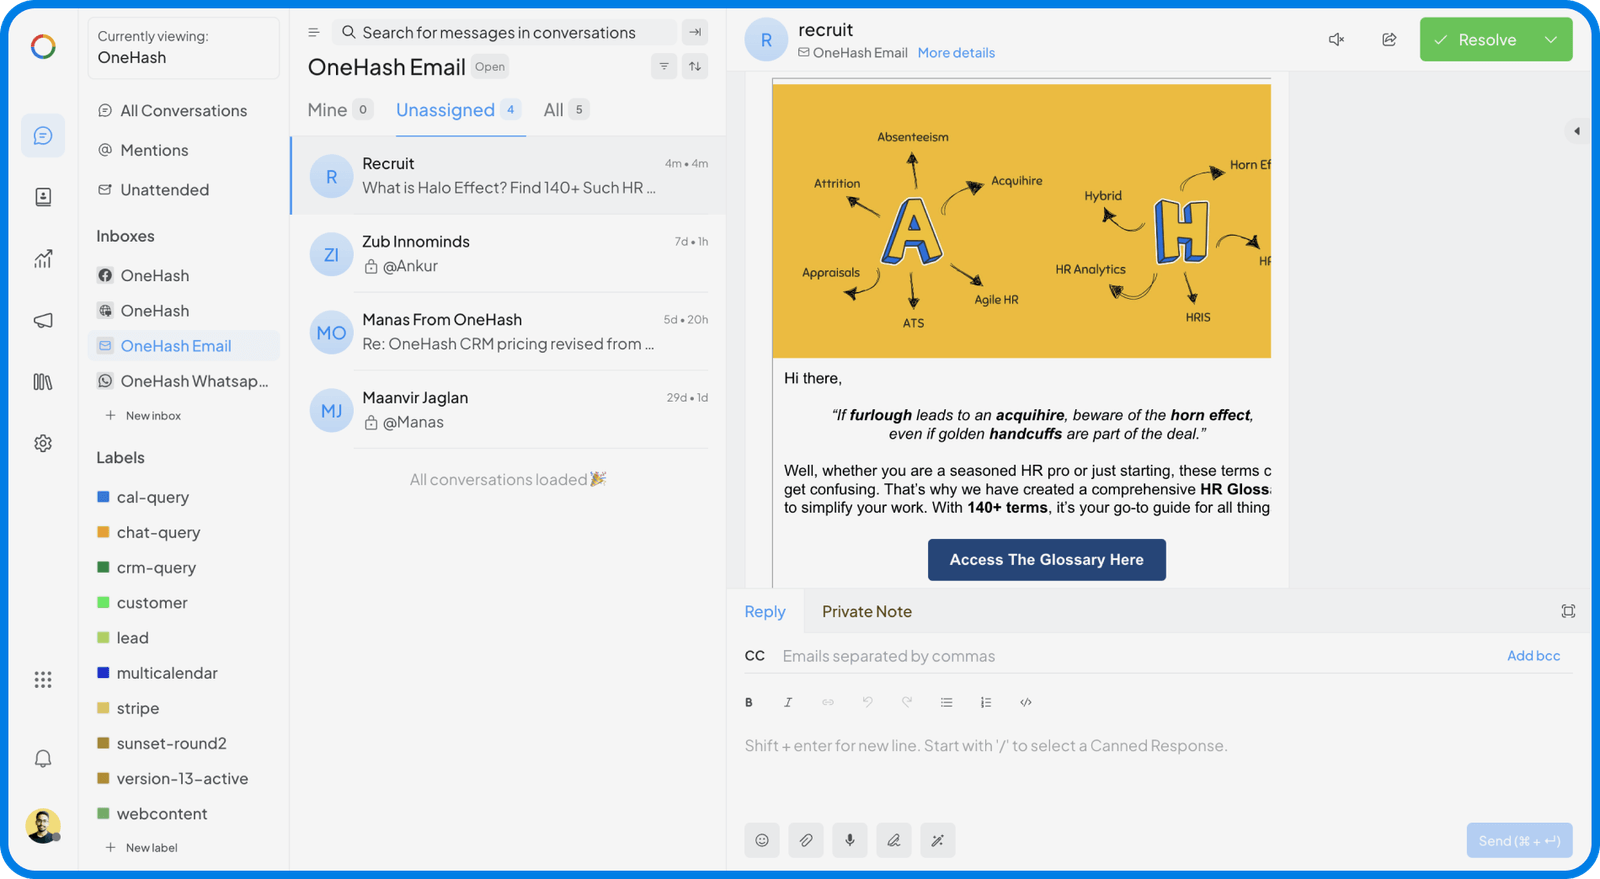 Currently viewing:
OneHash
All Conversations
Mentions
Unattended
Inboxes
OneHash
OneHash
OneHash Email
OneHash Whatsap...
New inbox
Labels
cal-query
chat-query
crm-query
customer
lead
multicalendar
stripe
sunset-round2
version-13-active
webcontent
New label
Search for messages in conversations
OneHash Email Open
Mine 0 Unassigned 4 All 5
R Recruit 4m • 4m
What is Halo Effect? Find 140+ Such HR ...
ZI Zub Innominds 7d • 1h
@Ankur
MO Manas From OneHash 5d • 20h
Re: OneHash CRM pricing revised from ...
MJ Maanvir Jaglan 29d • 1d
@Manas
All conversations loaded
R recruit
OneHash Email More details
Resolve
Absenteeism
Attrition
Acquihire
Appraisals
A
Agile HR
ATS
Horn Ef
Hybrid
H
HR Analytics
HR
HRIS
Hi there,
“If furlough leads to an acquihire, beware of the horn effect,
even if golden handcuffs are part of the deal.”
Well, whether you are a seasoned HR pro or just starting, these terms c
get confusing. That’s why we have created a comprehensive HR Gloss
to simplify your work. With 140+ terms, it’s your go-to guide for all thing
Access The Glossary Here
Reply Private Note
CC Emails separated by commas Add bcc
B I
Shift + enter for new line. Start with '/' to select a Canned Response.
Send (⌘ + ↵)